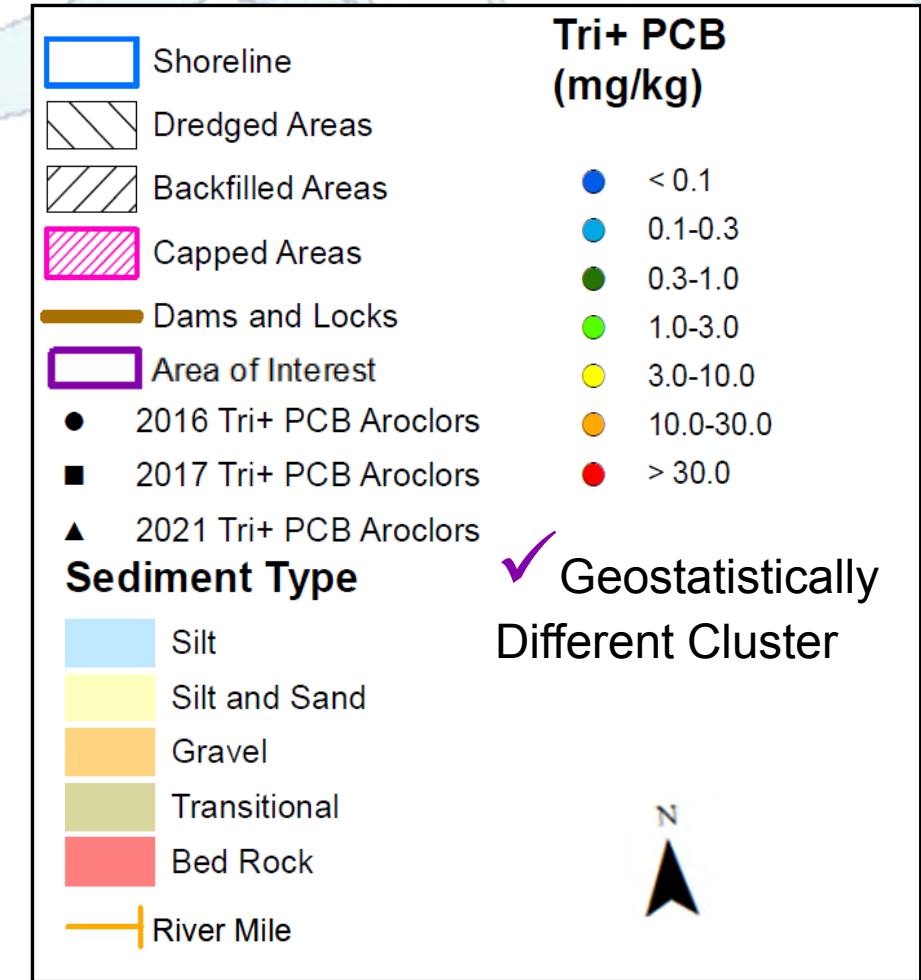 Shoreline
Dredged Areas
Backfilled Areas
Capped Areas
Dams and Locks
Area of Interest
2016 Tri+ PCB Aroclors
2017 Tri+ PCB Aroclors
2021 Tri+ PCB Aroclors
Sediment Type
Silt
Silt and Sand
Gravel
Transitional
Bed Rock
River Mile
Tri+ PCB
(mg/kg)
< 0.1
0.1-0.3
0.3-1.0
1.0-3.0
3.0-10.0
10.0-30.0
> 30.0
Geostatistically
Different Cluster
N